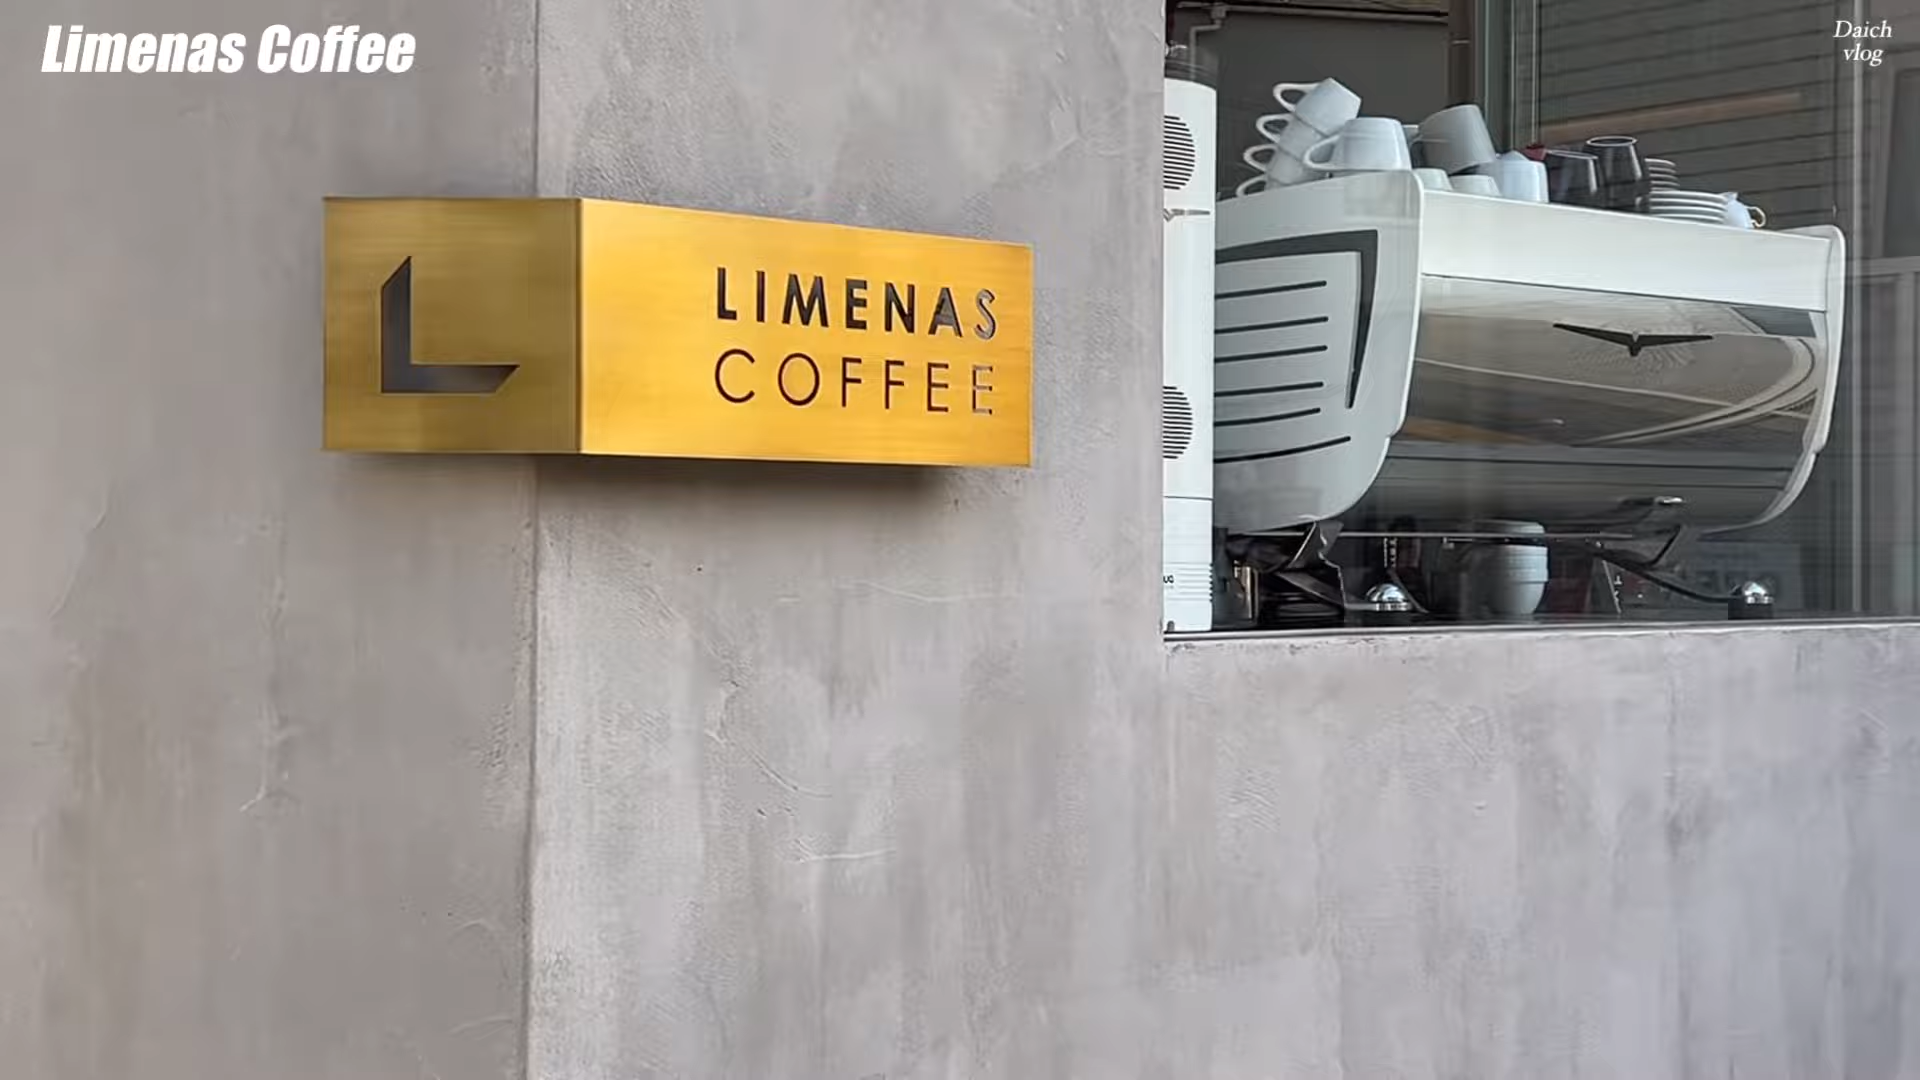 Limenas Coffee
Daich
vlog
L
LIMENAS
COFFEE